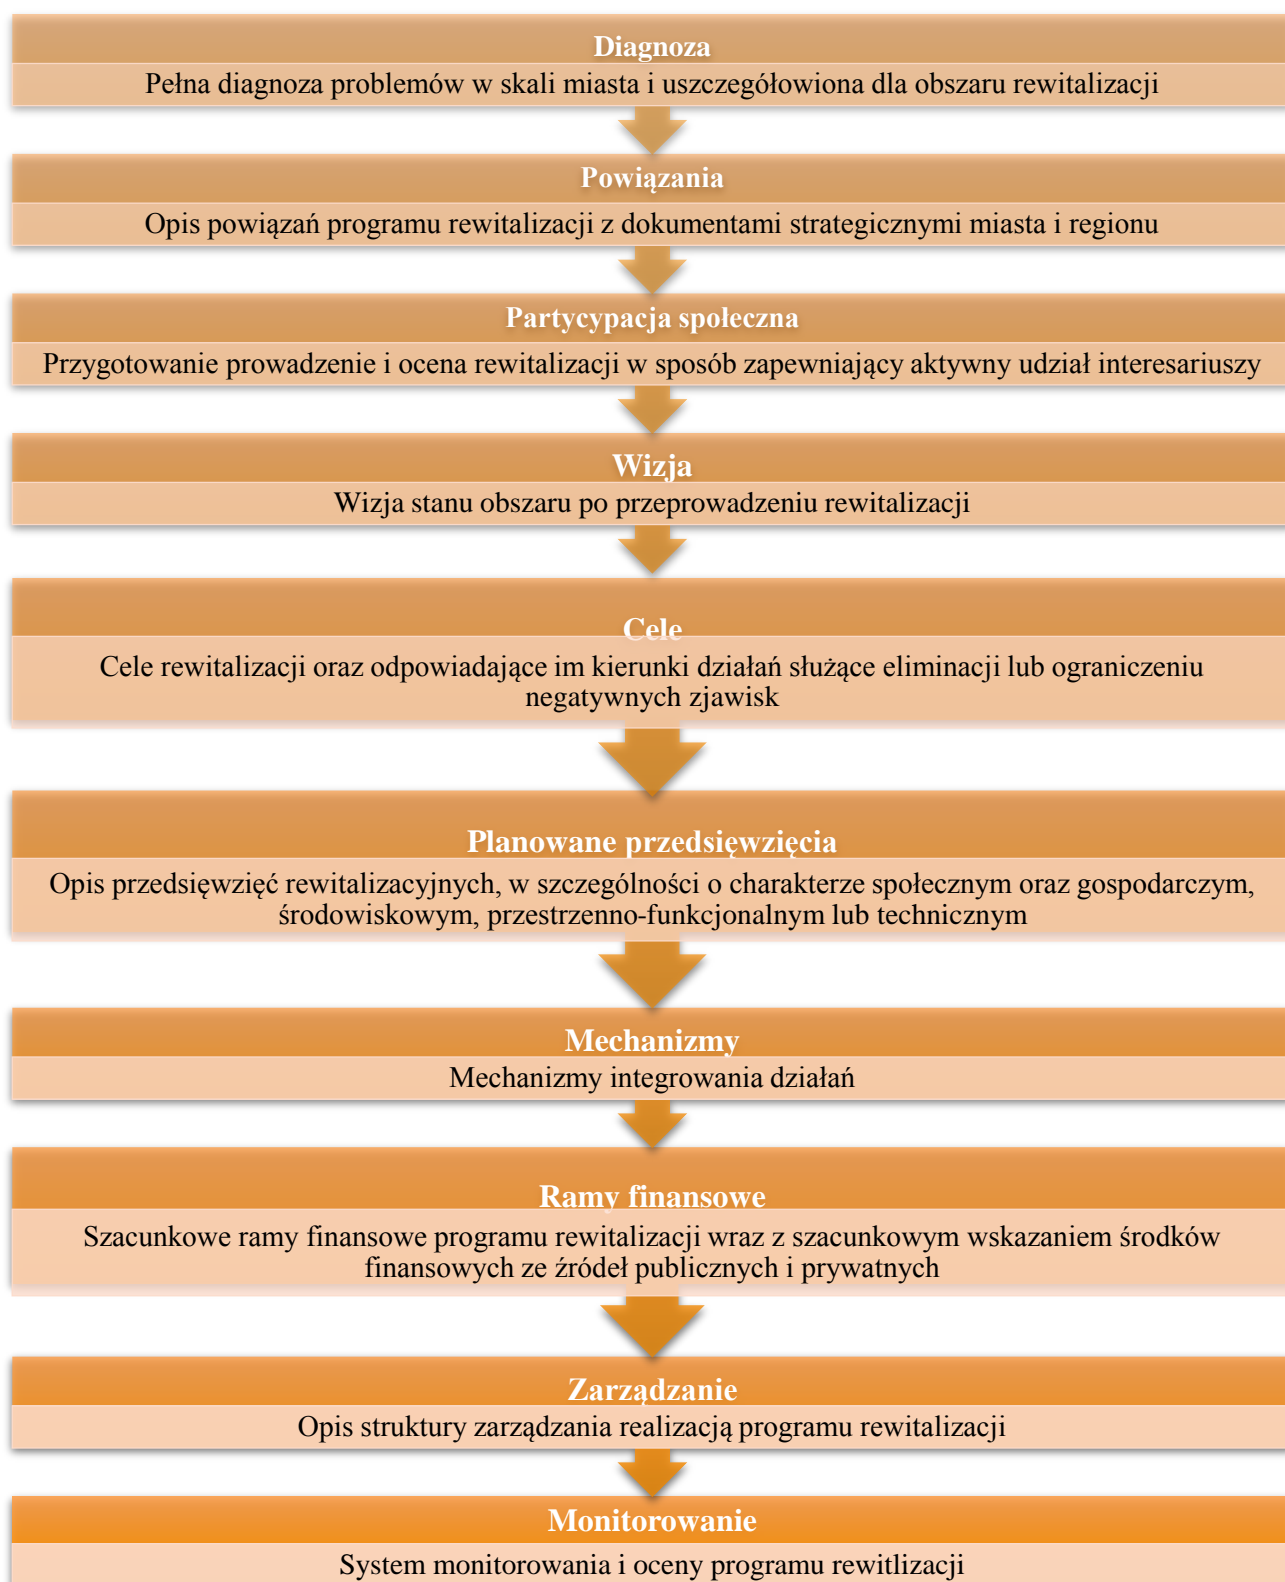 Diagnoza
Pełna diagnoza problemów w skali miasta i uszczegółowiona dla obszaru rewitalizacji
Powiązania
Opis powiązań programu rewitalizacji z dokumentami strategicznymi miasta i regionu
Partycypacja społeczna
Przygotowanie prowadzenie i ocena rewitalizacji w sposób zapewniający aktywny udział interesariuszy
Wizja
Wizja stanu obszaru po przeprowadzeniu rewitalizacji
Cele
Cele rewitalizacji oraz odpowiadające im kierunki działań służące eliminacji lub ograniczeniu
negatywnych zjawisk
Planowane przedsięwzięcia
Opis przedsięwzięć rewitalizacyjnych, w szczególności o charakterze społecznym oraz gospodarczym,
środowiskowym, przestrzenno-funkcjonalnym lub technicznym
Mechanizmy
Mechanizmy integrowania działań
Ramy finansowe
Szacunkowe ramy finansowe programu rewitalizacji wraz z szacunkowym wskazaniem środków
finansowych ze źródeł publicznych i prywatnych
Zarządzanie
Opis struktury zarządzania realizacją programu rewitalizacji
Monitorowanie
System monitorowania i oceny programu rewitlizacji